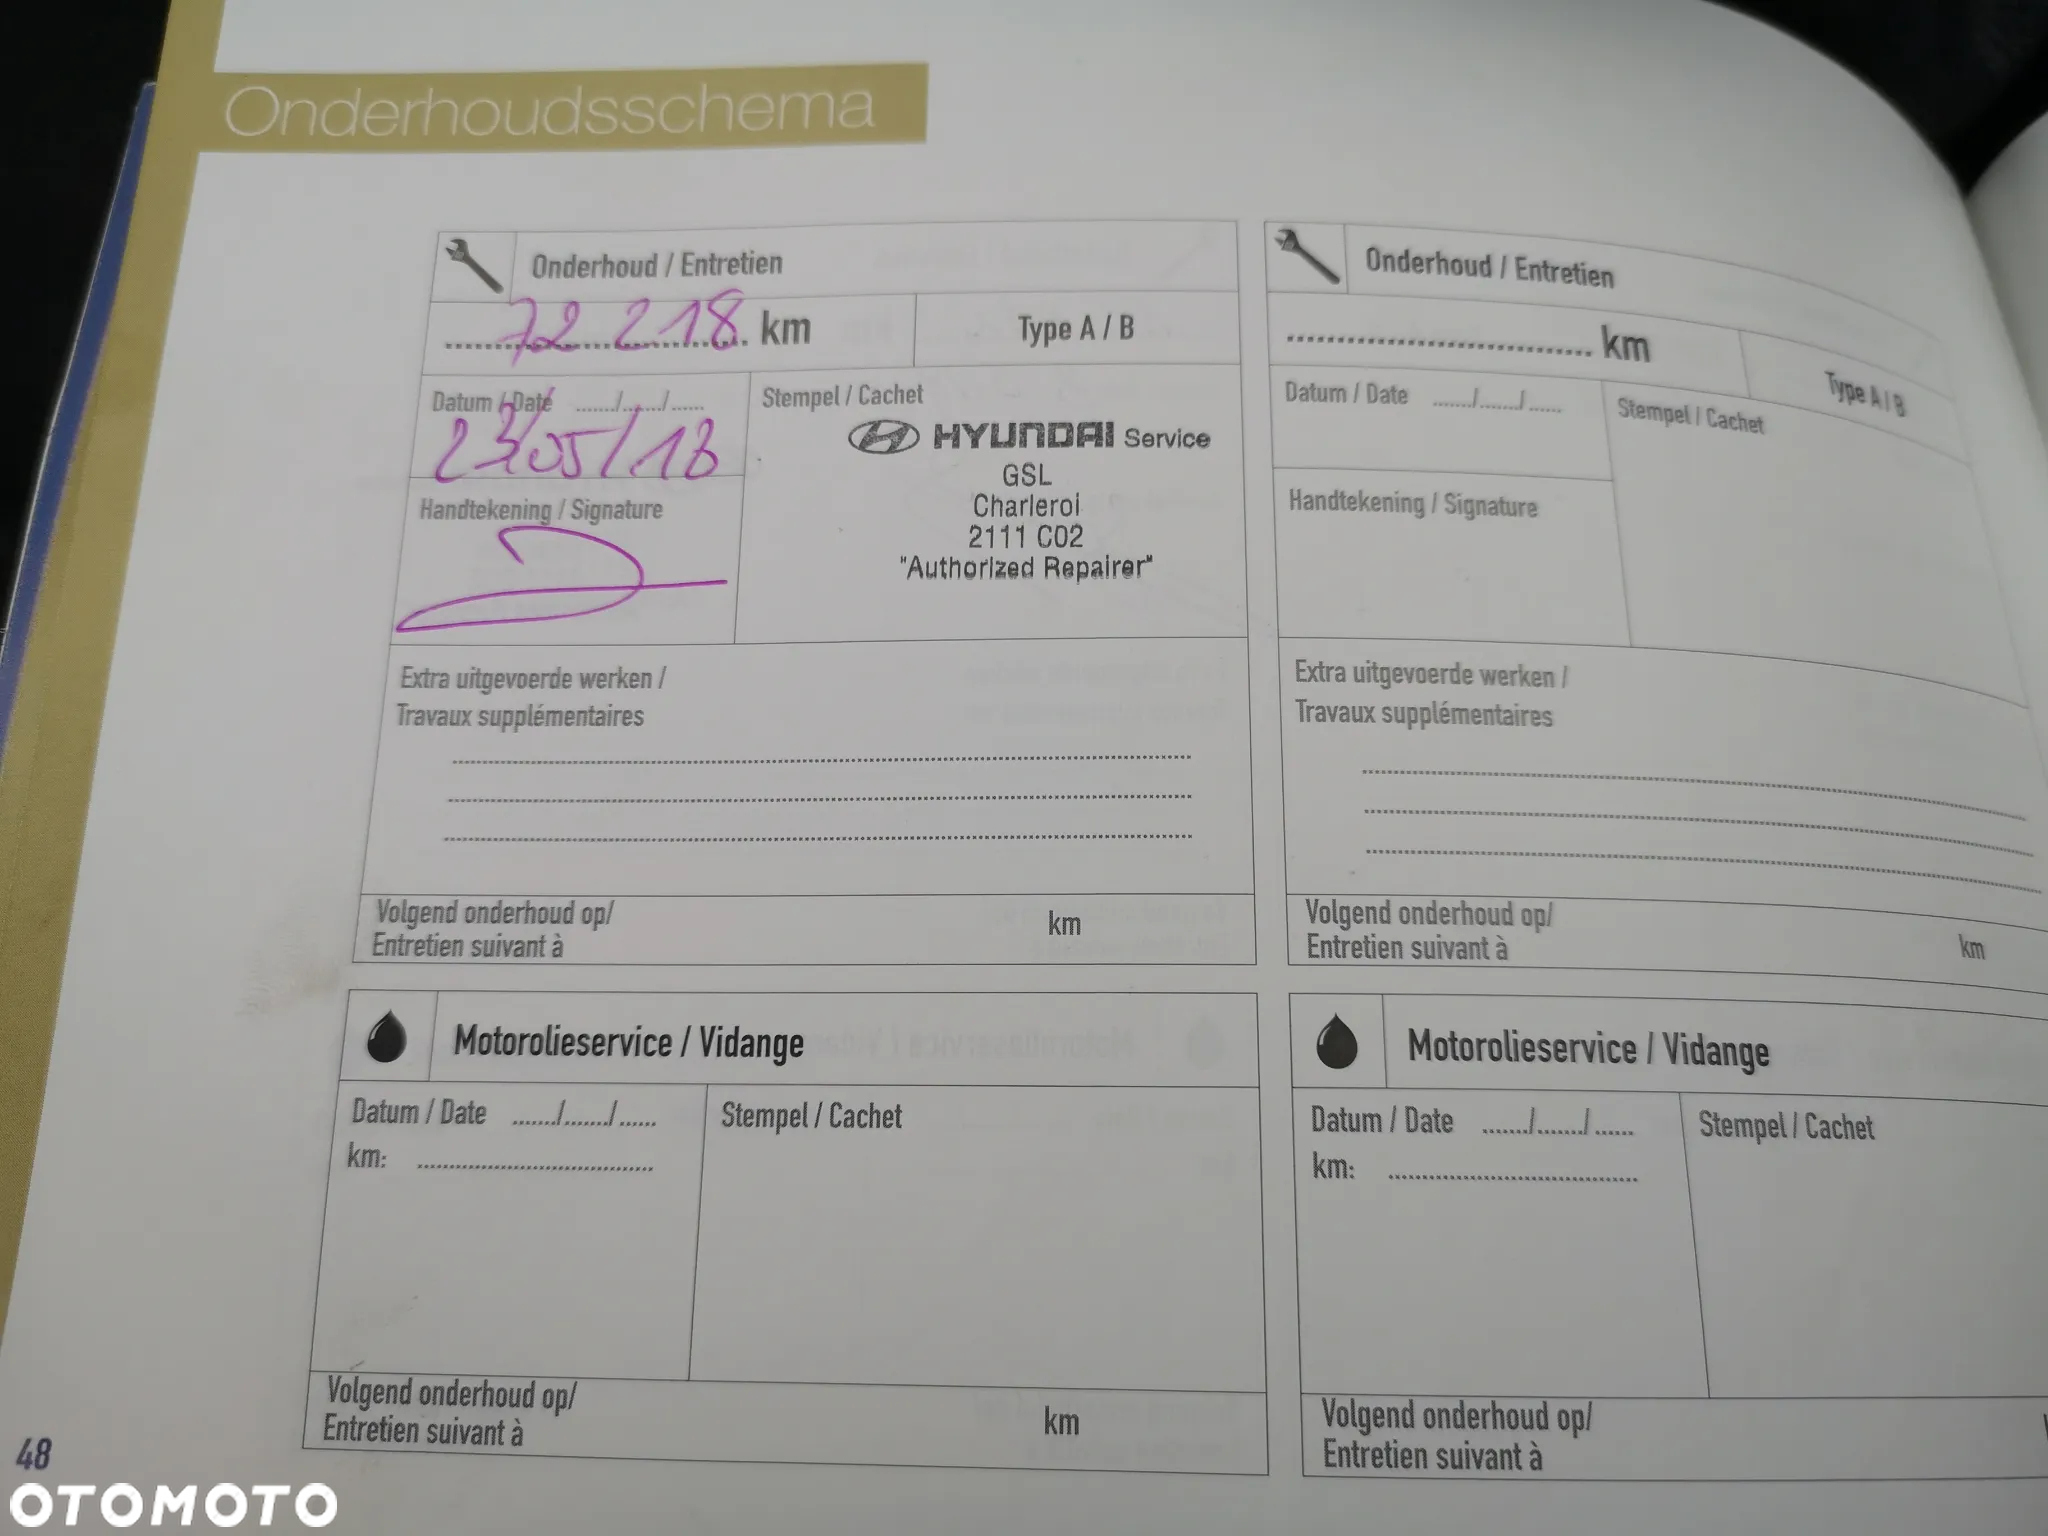 Onderhoudsschema
Onderhoud / Entretien
72 218 km
Type A / B
Datum / Date ......./......./......
23/05/18
Stempel / Cachet
HYUNDAI Service
GSL
Charleroi
2111 C02
"Authorized Repairer"
Handtekening / Signature
Extra uitgevoerde werken /
Travaux supplémentaires
Volgend onderhoud op/
Entretien suivant à
km
Onderhoud / Entretien
km
Type A / B
Datum / Date ......./......./......
Stempel / Cachet
Handtekening / Signature
Extra uitgevoerde werken /
Travaux supplémentaires
Volgend onderhoud op/
Entretien suivant à
km
Motorolieservice / Vidange
Datum / Date ......./......./......
km:
Stempel / Cachet
Volgend onderhoud op/
Entretien suivant à
km
Motorolieservice / Vidange
Datum / Date ......./......./......
km:
Stempel / Cachet
Volgend onderhoud op/
Entretien suivant à
48
OTOMOTO